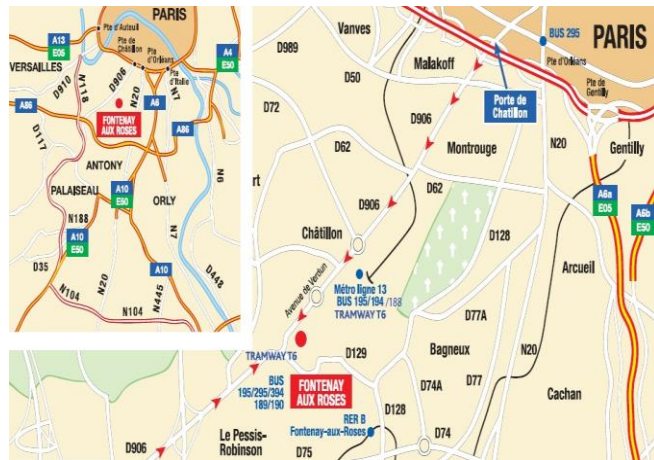 PARIS
Pte d'Auteuil
A13
E05
Pte de
Châtillon
Pte d'Orléans
Pte d'Italie
A4
E50
VERSAILLES
D910
N118
D906
N20
A6
N7
A86
FONTENAY
AUX ROSES
A86
D117
ANTONY
PALAISEAU
A10
E50
ORLY
N6
N188
A10
E50
N7
D35
A10
D448
N104
N20
N445
N104
Vanves
BUS 295
PARIS
D989
Malakoff
Pte d'Orléans
D50
Pte de
Gentilly
Porte de
Chatillon
D72
D906
N20
D62
Montrouge
Gentilly
rt
D62
A6a
E05
A6b
E50
D906
Châtillon
D128
Arcueil
Avenue de Verdun
Métro ligne 13
BUS 195/194 /188
TRAMWAY T6
D77A
TRAMWAY T6
D129
Bagneux
N20
BUS
195/295/394
189/190
FONTENAY
AUX ROSES
D74A
D77
Cachan
D128
RER B
Fontenay-aux-Roses
D906
Le Pessis-
Robinson
D75
D74